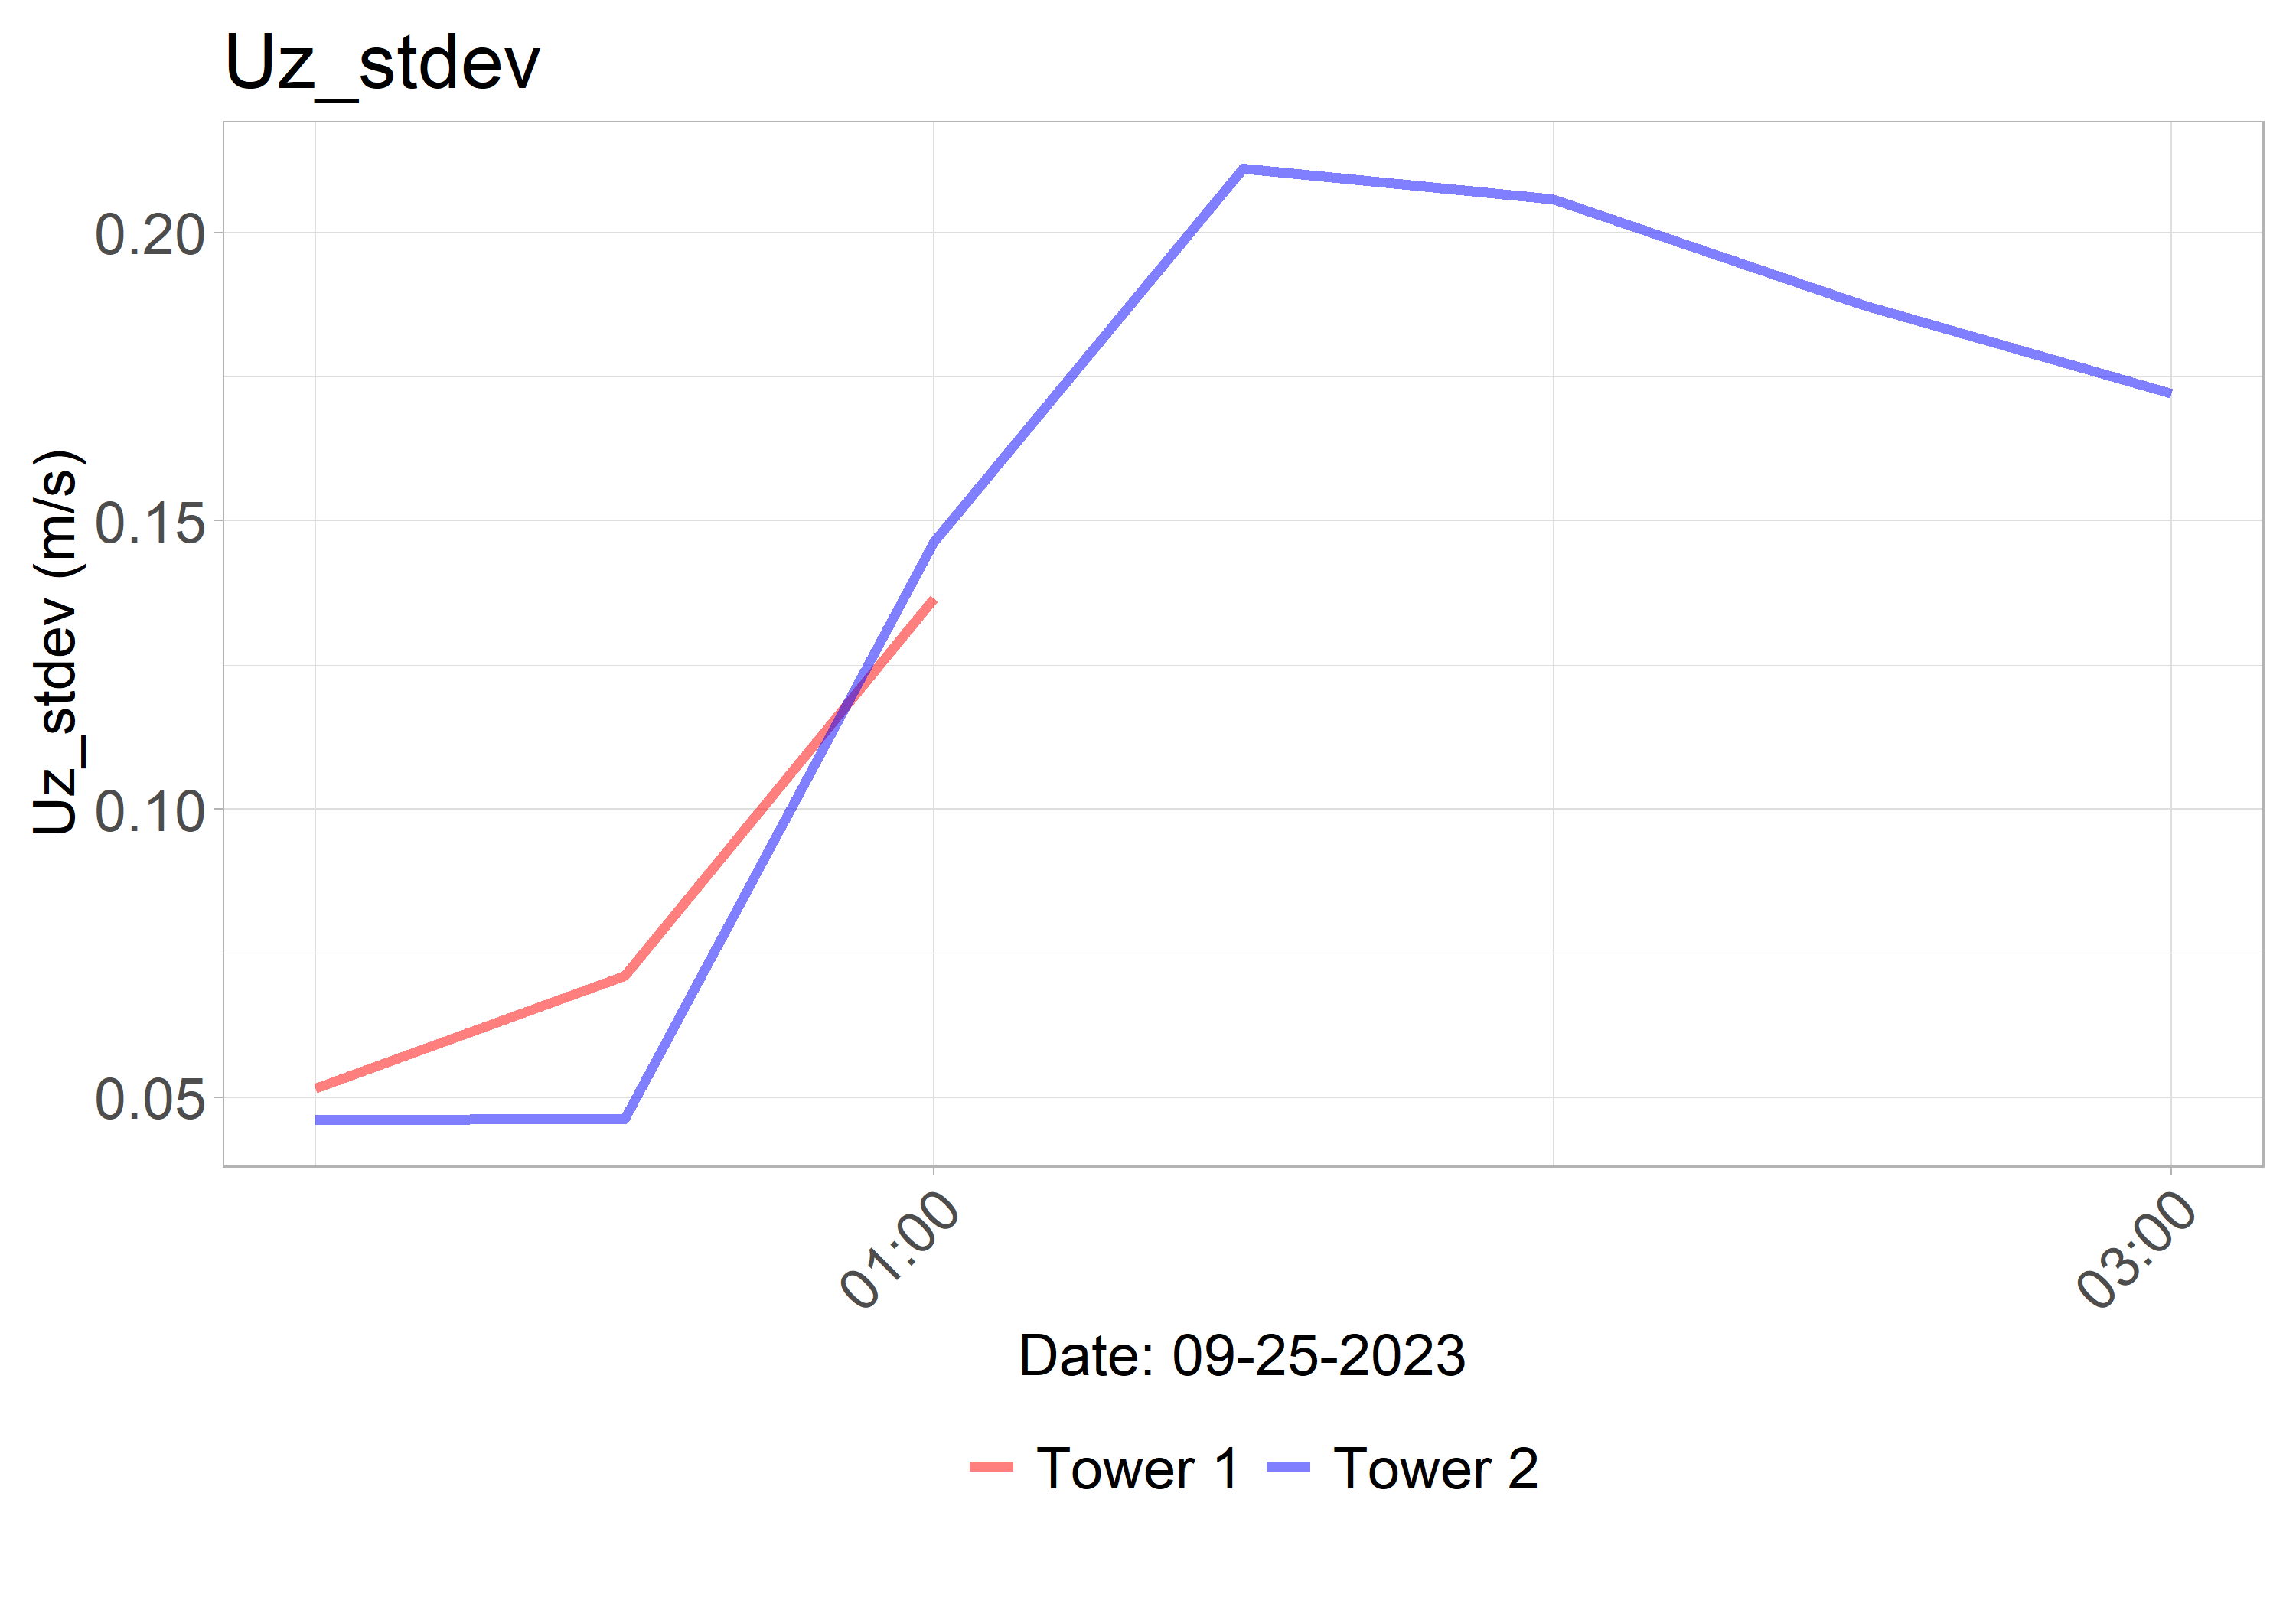 Uz_stdev
Uz_stdev (m/s)
0.20
0.15
0.10
0.05
01:00
03:00
Date: 09-25-2023
Tower 1
Tower 2